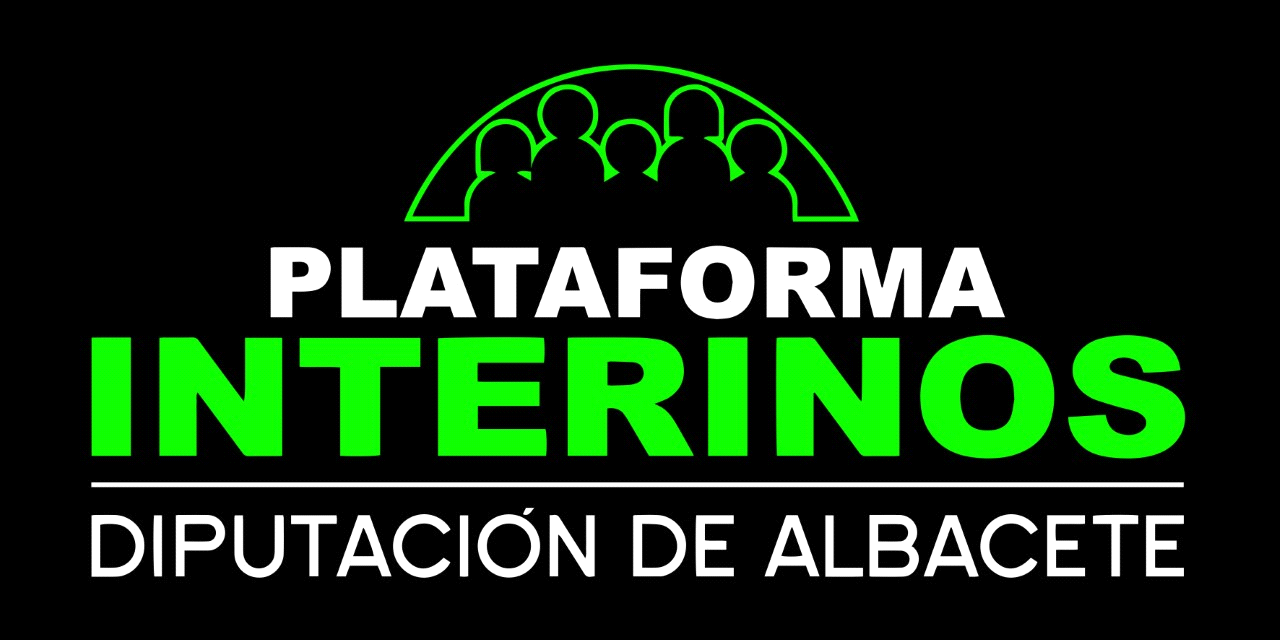 PLATAFORMA
INTERINOS
DIPUTACIÓN DE ALBACETE